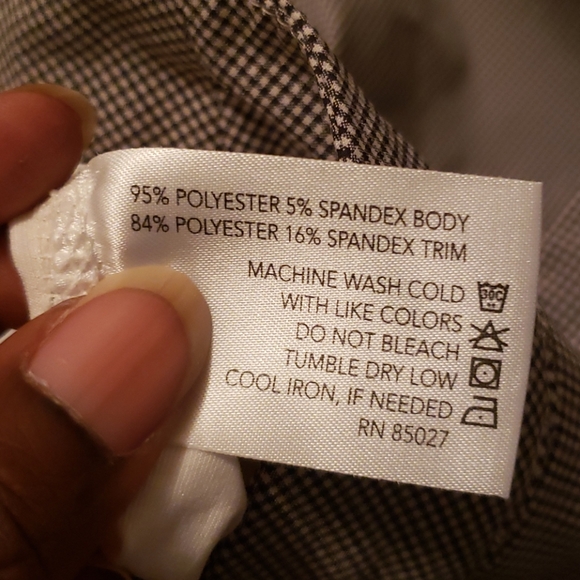 95% POLYESTER 5% SPANDEX BODY
84% POLYESTER 16% SPANDEX TRIM
MACHINE WASH COLD 30C
WITH LIKE COLORS
DO NOT BLEACH
TUMBLE DRY LOW
COOL IRON, IF NEEDED
RN 85027